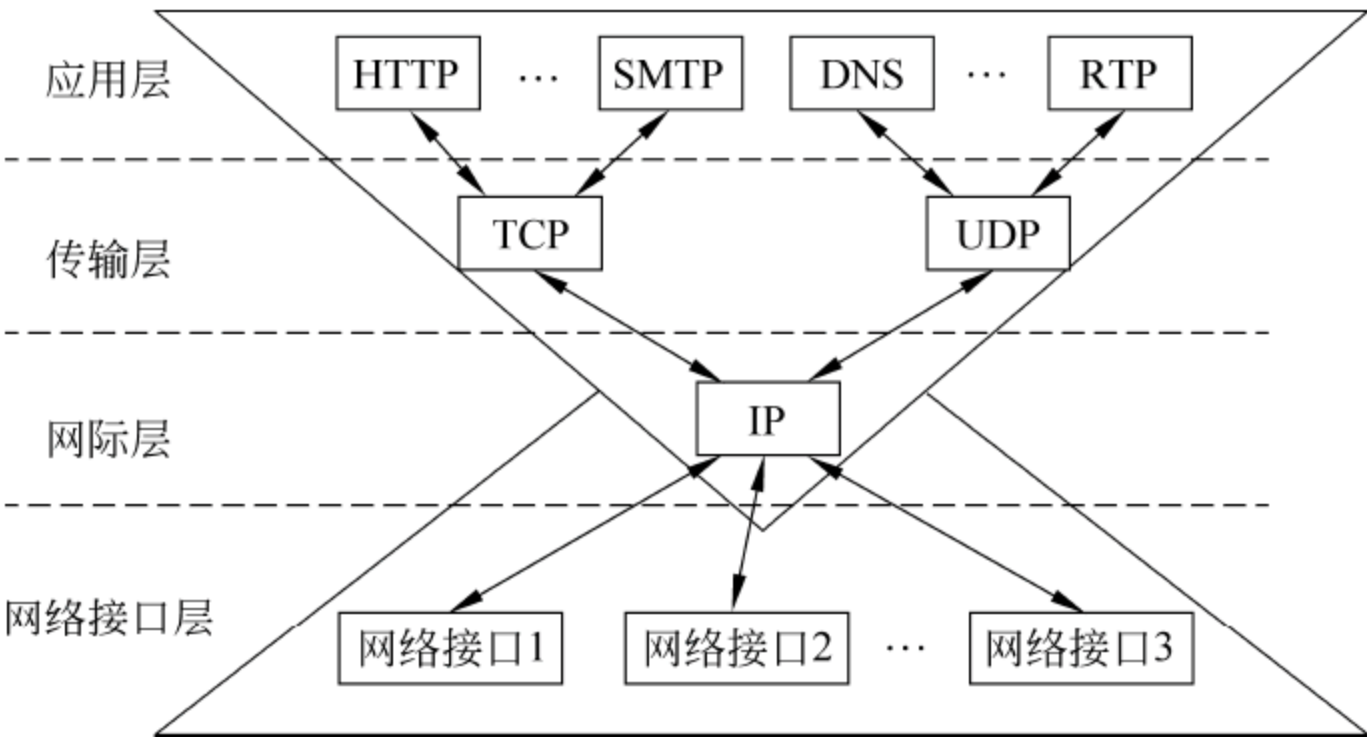 应用层 HTTP … SMTP DNS … RTP
传输层 TCP UDP
网际层 IP
网络接口层 网络接口1 网络接口2 … 网络接口3